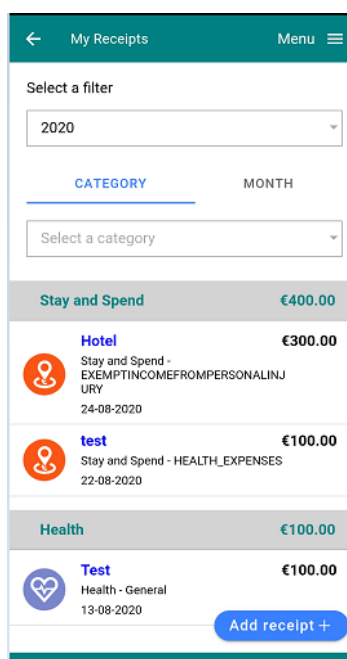 My Receipts Menu
Select a filter
2020
CATEGORY MONTH
Select a category
Stay and Spend €400.00
Hotel €300.00
Stay and Spend -
EXEMPTINCOMEFROMPERSONALINJ
URY
24-08-2020
test €100.00
Stay and Spend - HEALTH_EXPENSES
22-08-2020
Health €100.00
Test €100.00
Health - General
13-08-2020
Add receipt +